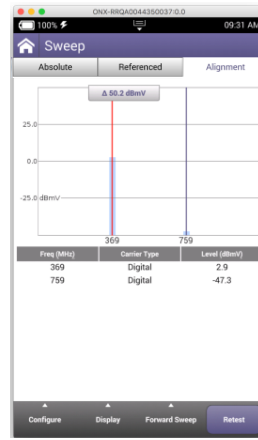 ONX-RRQA0044350037:0.0
100% 09:31 AM
Sweep
Absolute Referenced Alignment
Δ 50.2 dBmV
25.0
0.0
-25.0 dBmV
369 759
Freq (MHz) Carrier Type Level (dBmV)
369 Digital 2.9
759 Digital -47.3
Configure Display Forward Sweep Retest